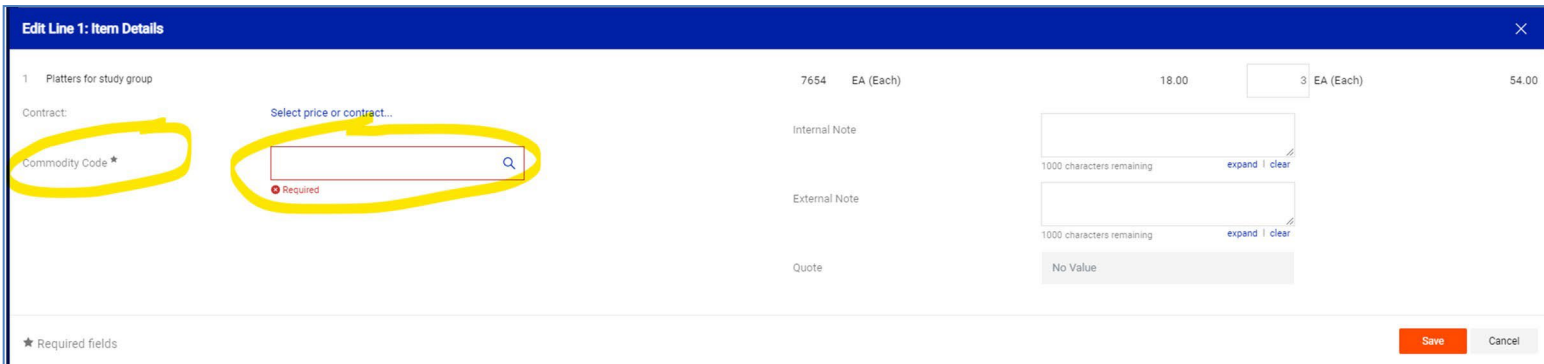 Edit Line 1: Item Details
1 Platters for study group 7654 EA (Each) 18.00 3 EA (Each) 54.00
Contract: Select price or contract...
Commodity Code ★
Required
Internal Note
1000 characters remaining expand | clear
External Note
1000 characters remaining expand | clear
Quote No Value
★ Required fields
Save Cancel